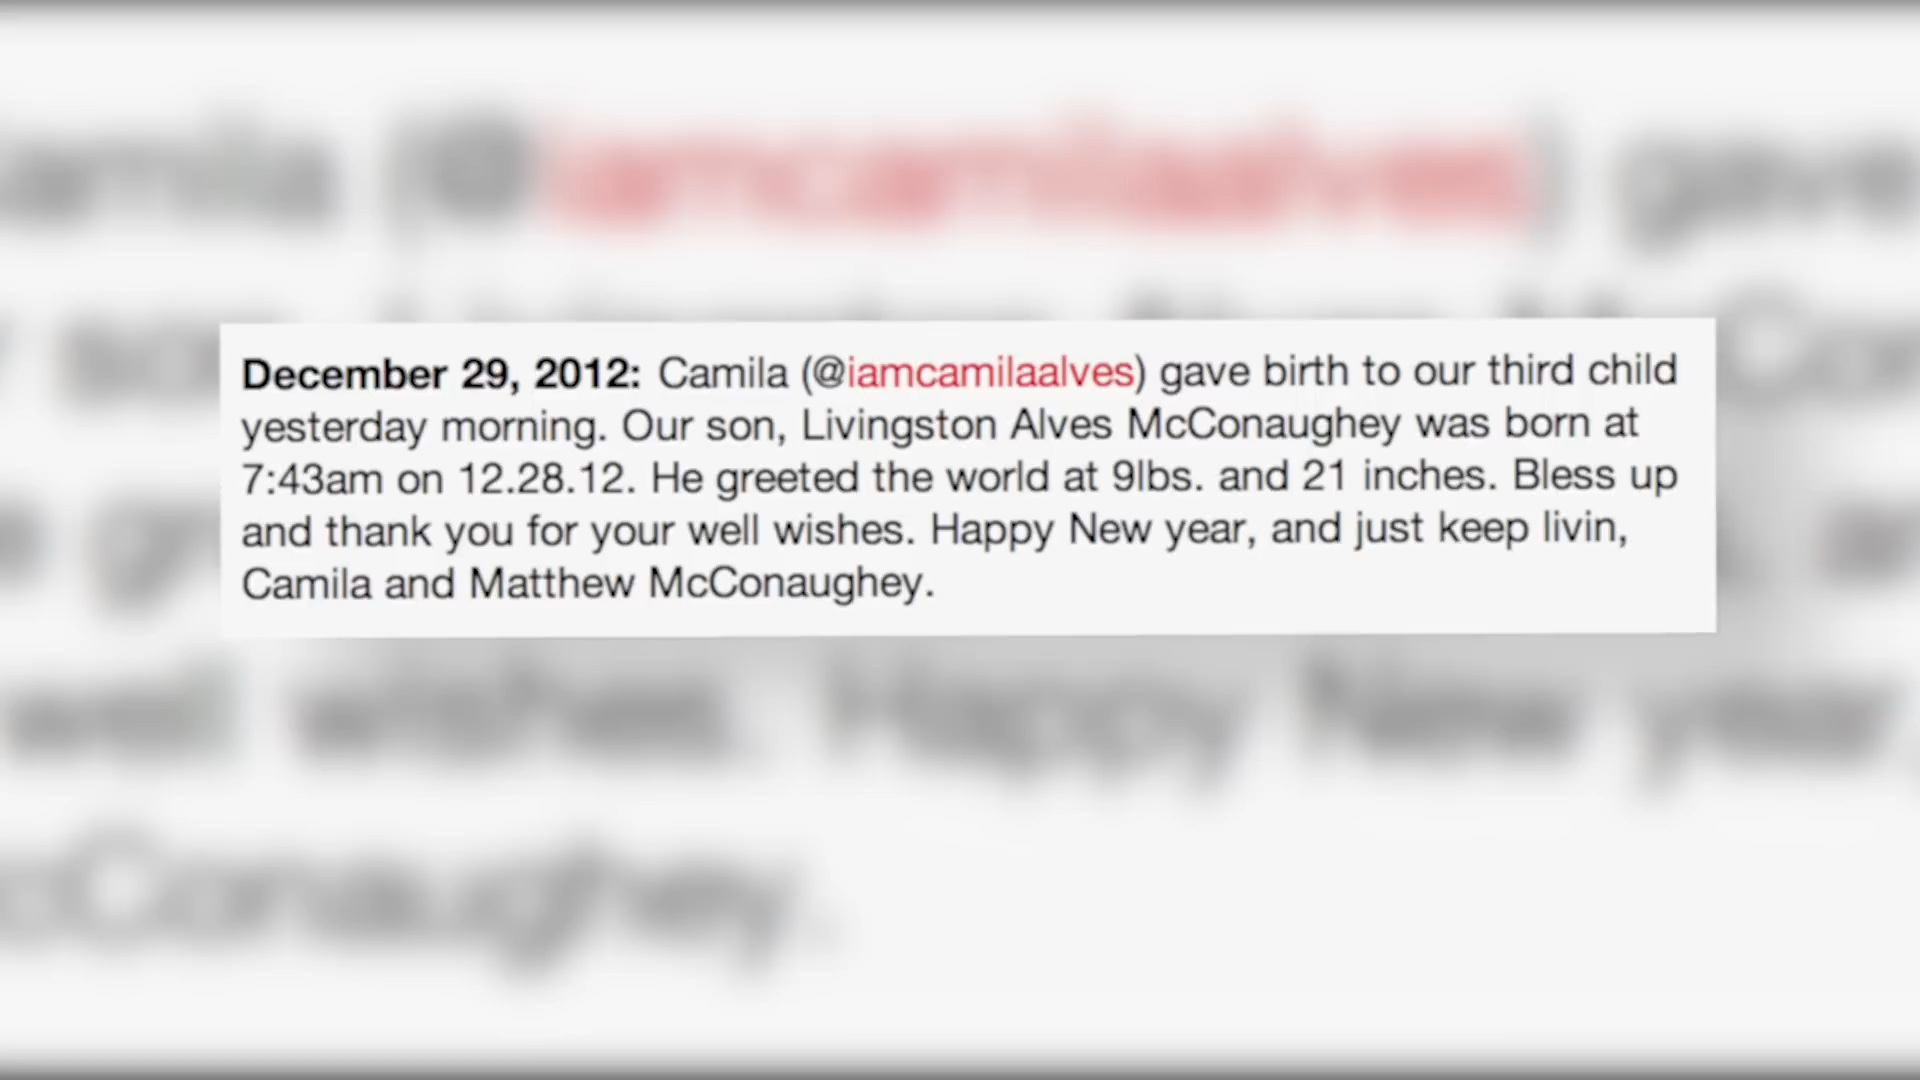 December 29, 2012: Camila (@iamcamilaalves) gave birth to our third child
yesterday morning. Our son, Livingston Alves McConaughey was born at
7:43am on 12.28.12. He greeted the world at 9lbs. and 21 inches. Bless up
and thank you for your well wishes. Happy New year, and just keep livin,
Camila and Matthew McConaughey.